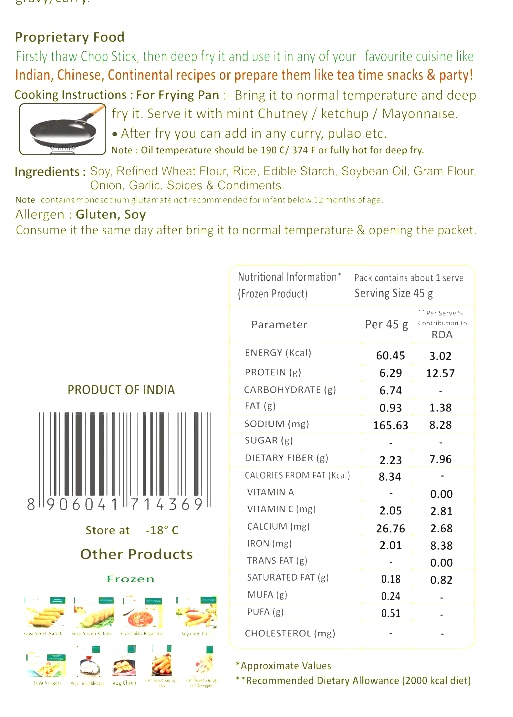 gravy/curry.
Proprietary Food
Firstly thaw Chop Stick, then deep fry it and use it in any of your favourite cuisine like
Indian, Chinese, Continental recipes or prepare them like tea time snacks & party!
Cooking Instructions : For Frying Pan : Bring it to normal temperature and deep
fry it. Serve it with mint Chutney / ketchup / Mayonnaise.
• After fry you can add in any curry, pulao etc.
Note : Oil temperature should be 190 C/ 374 F or fully hot for deep fry.
Ingredients : Soy, Refined Wheat Flour, Rice, Edible Starch, Soybean Oil, Gram Flour,
Onion, Garlic, Spices & Condiments.
Note : contains monosodium glutamate not recommended for infant below 12 months of age.
Allergen : Gluten, Soy
Consume it the same day after bring it to normal temperature & opening the packet.
Nutritional Information* Pack contains about 1 serve
(Frozen Product) Serving Size 45 g
Parameter Per 45 g **Per Serve % Contribution to RDA
ENERGY (Kcal) 60.45 3.02
PROTEIN (g) 6.29 12.57
CARBOHYDRATE (g) 6.74 -
FAT (g) 0.93 1.38
SODIUM (mg) 165.63 8.28
SUGAR (g) - -
DIETARY FIBER (g) 2.23 7.96
CALORIES FROM FAT (Kcal) 8.34 -
VITAMIN A - 0.00
VITAMIN C (mg) 2.05 2.81
CALCIUM (mg) 26.76 2.68
IRON (mg) 2.01 8.38
TRANS FAT (g) - 0.00
SATURATED FAT (g) 0.18 0.82
MUFA (g) 0.24 -
PUFA (g) 0.51 -
CHOLESTEROL (mg) - -
*Approximate Values
**Recommended Dietary Allowance (2000 kcal diet)
PRODUCT OF INDIA
8 906041 714369
Store at -18° C
Other Products
Frozen